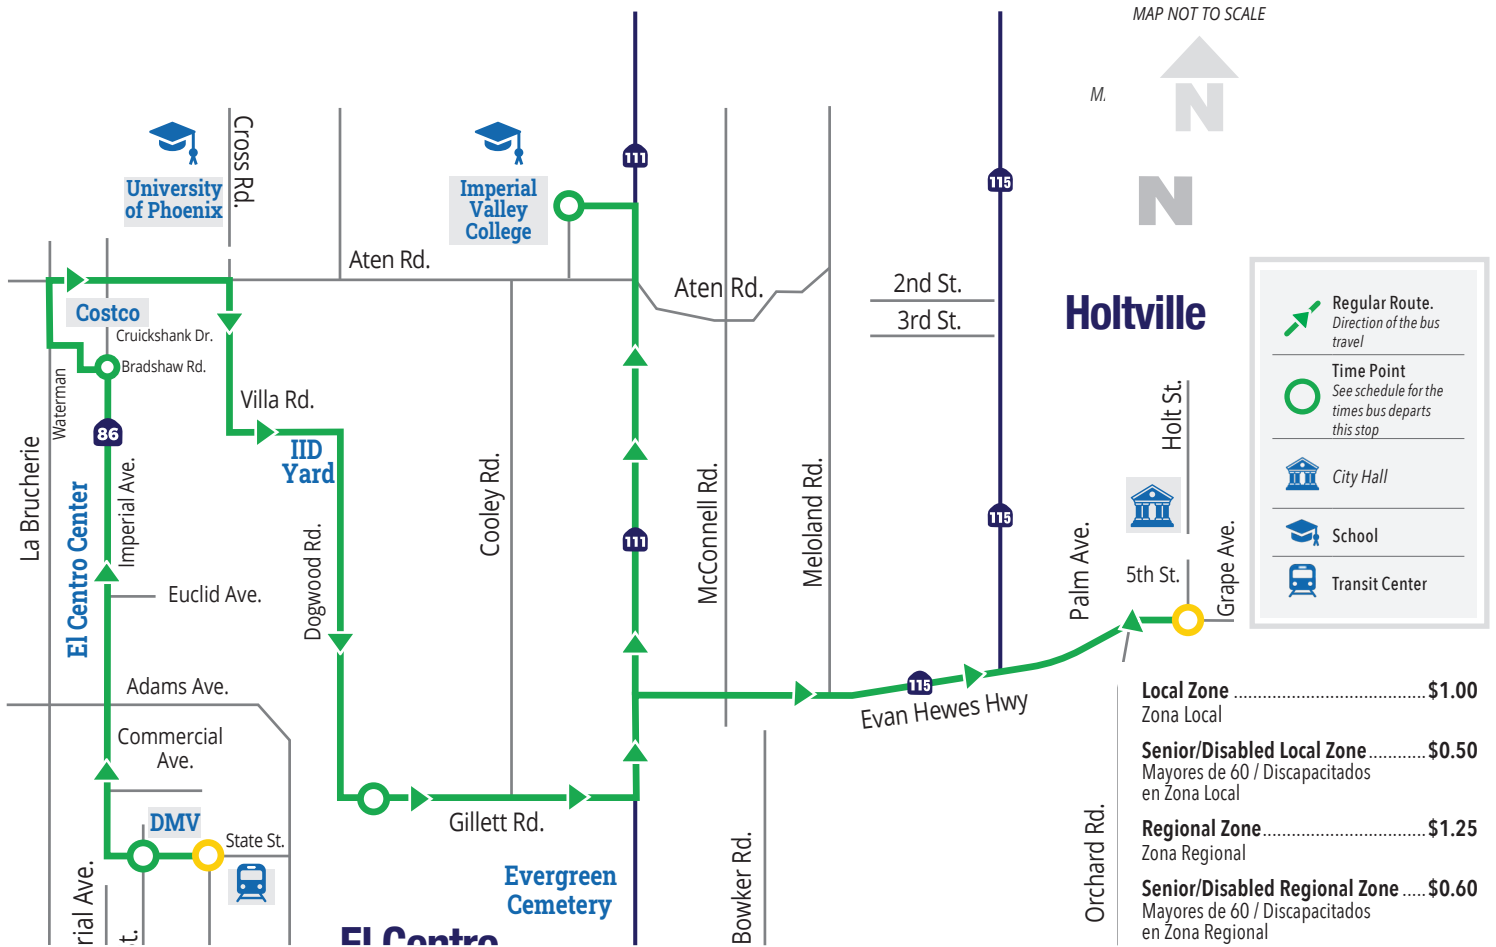 MAP NOT TO SCALE
M.
N
N
111
115
Cross Rd.
University
of Phoenix
Imperial
Valley
College
Aten Rd.
Aten Rd.
2nd St.
3rd St.
Holtville
Costco
Cruickshank Dr.
Bradshaw Rd.
Waterman
La Brucherie
86
Imperial Ave.
El Centro Center
Villa Rd.
IID
Yard
Dogwood Rd.
Cooley Rd.
111
McConnell Rd.
Meloland Rd.
115
Holt St.
Palm Ave.
5th St.
Grape Ave.
Euclid Ave.
Adams Ave.
Commercial
Ave.
115
Evan Hewes Hwy
DMV
State St.
Gillett Rd.
Evergreen
Cemetery
Bowker Rd.
Orchard Rd.
rial Ave.
t.
El Centro
Regular Route.
Direction of the bus
travel
Time Point
See schedule for the
times bus departs
this stop
City Hall
School
Transit Center
Local Zone .................................... $1.00
Zona Local
Senior/Disabled Local Zone ........... $0.50
Mayores de 60 / Discapacitados
en Zona Local
Regional Zone............................... $1.25
Zona Regional
Senior/Disabled Regional Zone ..... $0.60
Mayores de 60 / Discapacitados
en Zona Regional